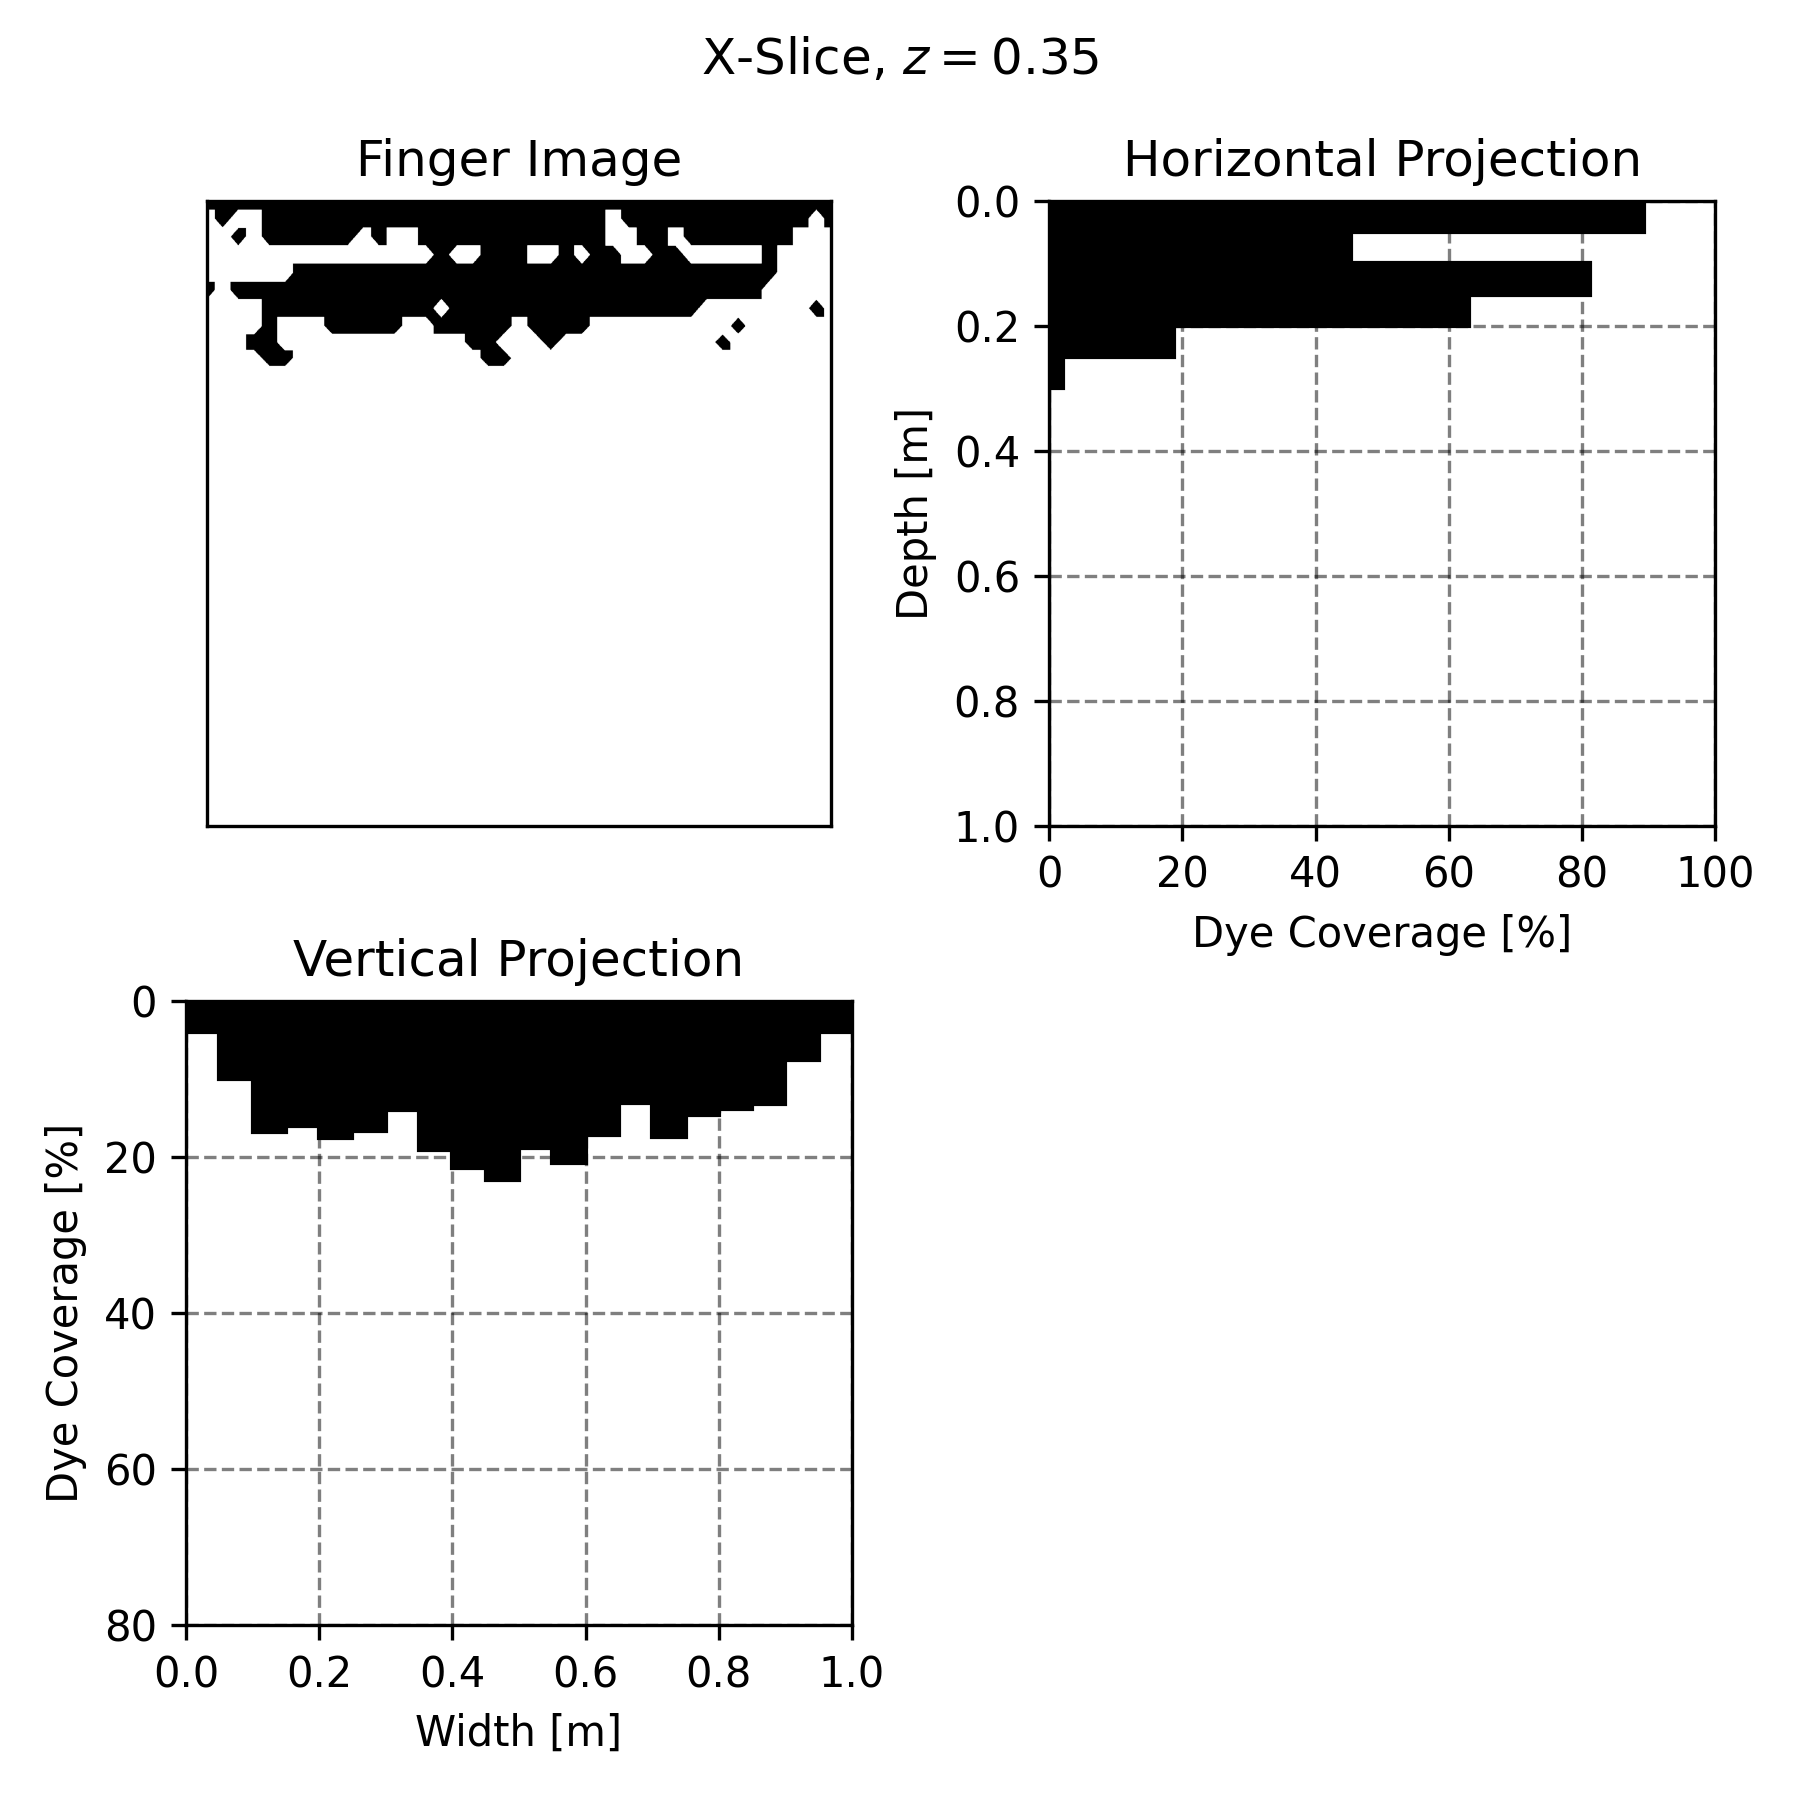 X-Slice, z = 0.35
Finger Image
Horizontal Projection
0.0
0.2
0.4
0.6
0.8
1.0
Depth [m]
0 20 40 60 80 100
Dye Coverage [%]
Vertical Projection
0
20
40
60
80
Dye Coverage [%]
0.0 0.2 0.4 0.6 0.8 1.0
Width [m]